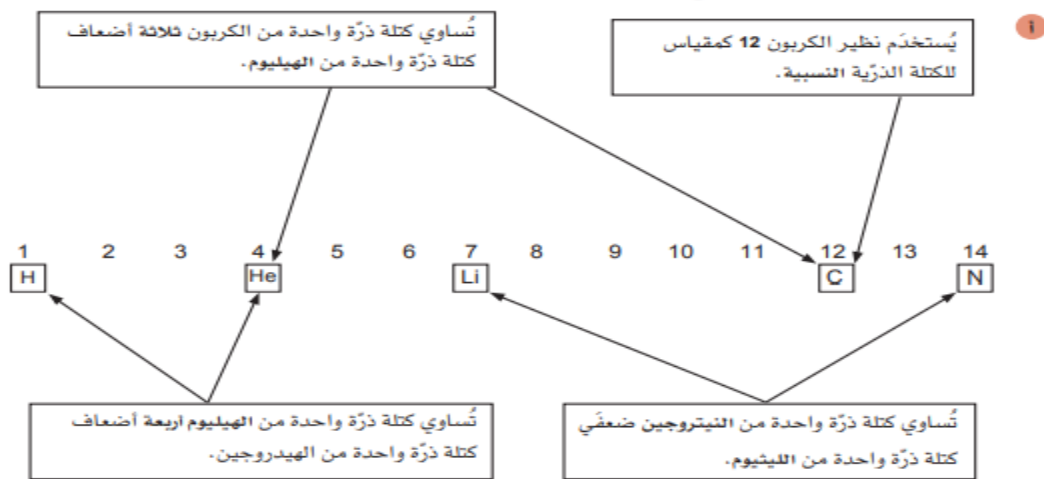 أ
يُستخدَم نظير الكربون 12 كمقياس
للكتلة الذرّية النسبية.
تُساوي كتلة ذرّة واحدة من الكربون ثلاثة أضعاف
كتلة ذرّة واحدة من الهيليوم.
1 2 3 4 5 6 7 8 9 10 11 12 13 14
H He Li C N
تُساوي كتلة ذرّة واحدة من النيتروجين ضعفَي
كتلة ذرّة واحدة من الليثيوم.
تُساوي كتلة ذرّة واحدة من الهيليوم اربعة أضعاف
كتلة ذرّة واحدة من الهيدروجين.